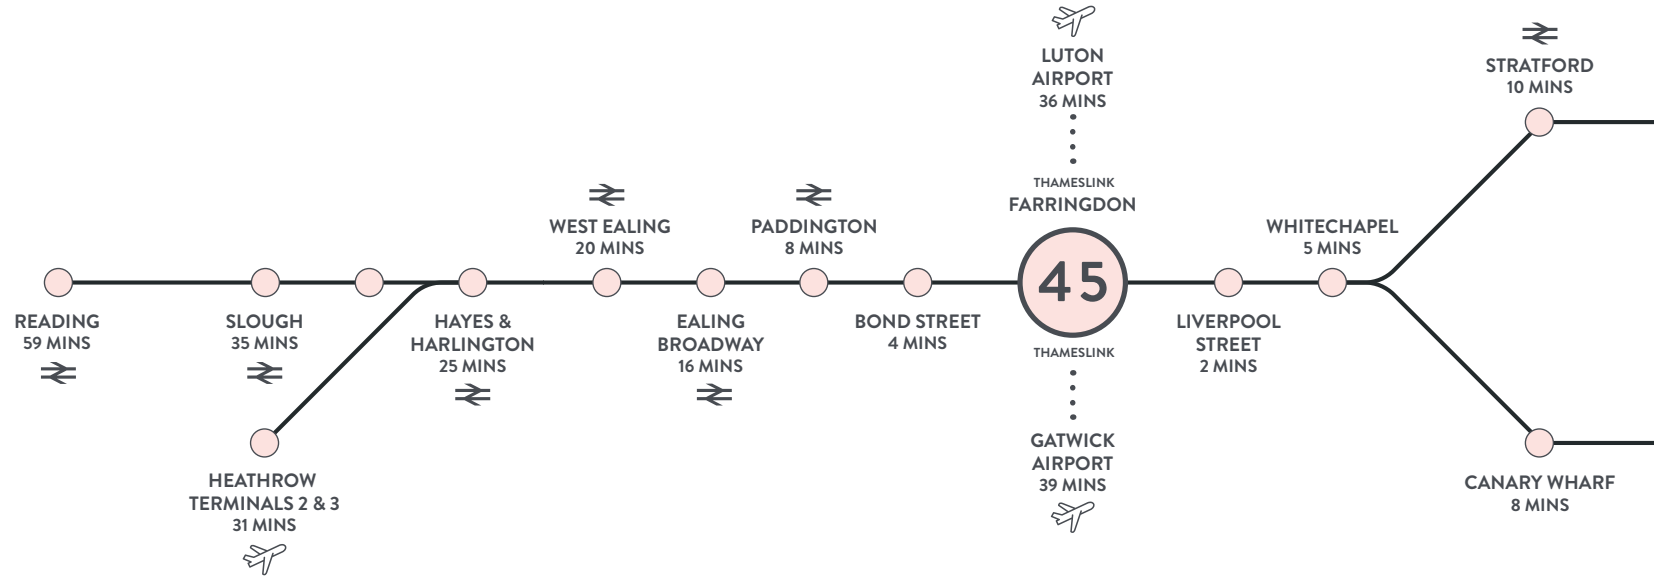 LUTON
AIRPORT
36 MINS
STRATFORD
10 MINS
THAMESLINK
FARRINGDON
WEST EALING
20 MINS
PADDINGTON
8 MINS
WHITECHAPEL
5 MINS
45
READING
59 MINS
SLOUGH
35 MINS
HAYES &
HARLINGTON
25 MINS
EALING
BROADWAY
16 MINS
BOND STREET
4 MINS
LIVERPOOL
STREET
2 MINS
THAMESLINK
GATWICK
AIRPORT
39 MINS
HEATHROW
TERMINALS 2 & 3
31 MINS
CANARY WHARF
8 MINS